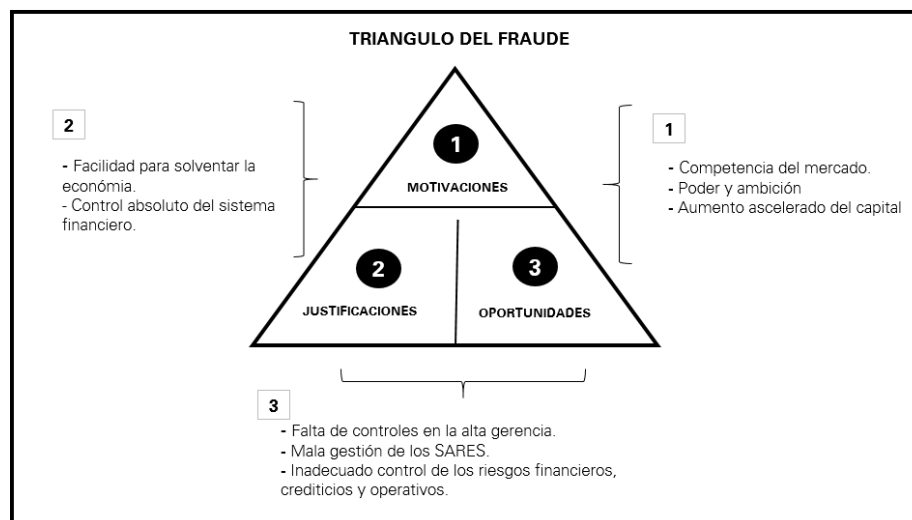 TRIANGULO DEL FRAUDE
1
MOTIVACIONES
2
JUSTIFICACIONES
3
OPORTUNIDADES
2
- Facilidad para solventar la
económia.
- Control absoluto del sistema
financiero.
1
- Competencia del mercado.
- Poder y ambición
- Aumento ascelerado del capital
3
- Falta de controles en la alta gerencia.
- Mala gestión de los SARES.
- Inadecuado control de los riesgos financieros,
crediticios y operativos.